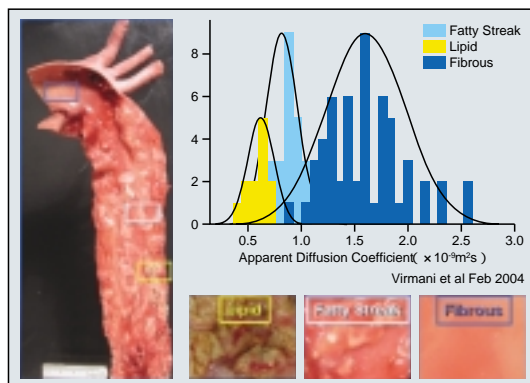 Fatty Streak
Lipid
Fibrous
8
6
4
2
0
0.5 1.0 1.5 2.0 2.5 3.0
Apparent Diffusion Coefficient( ×10⁻⁹m²s)
Virmani et al Feb 2004
Lipid
Fatty Streak
Fibrous